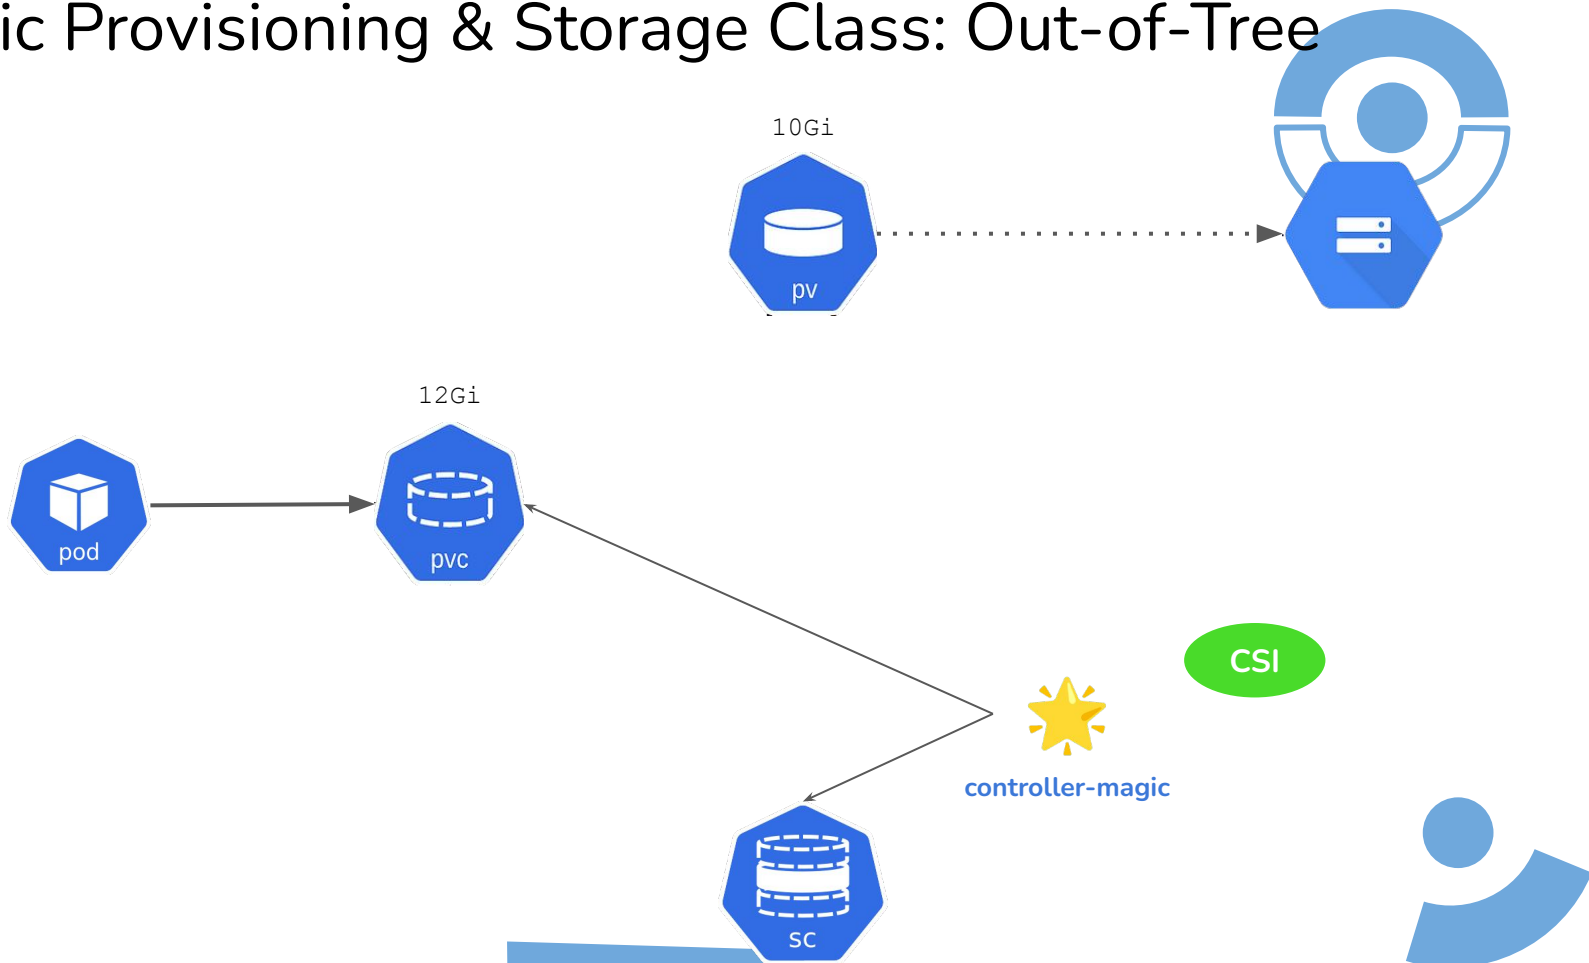 ic Provisioning & Storage Class: Out-of-Tree
10Gi
pv
12Gi
pod
pvc
CSI
controller-magic
sc